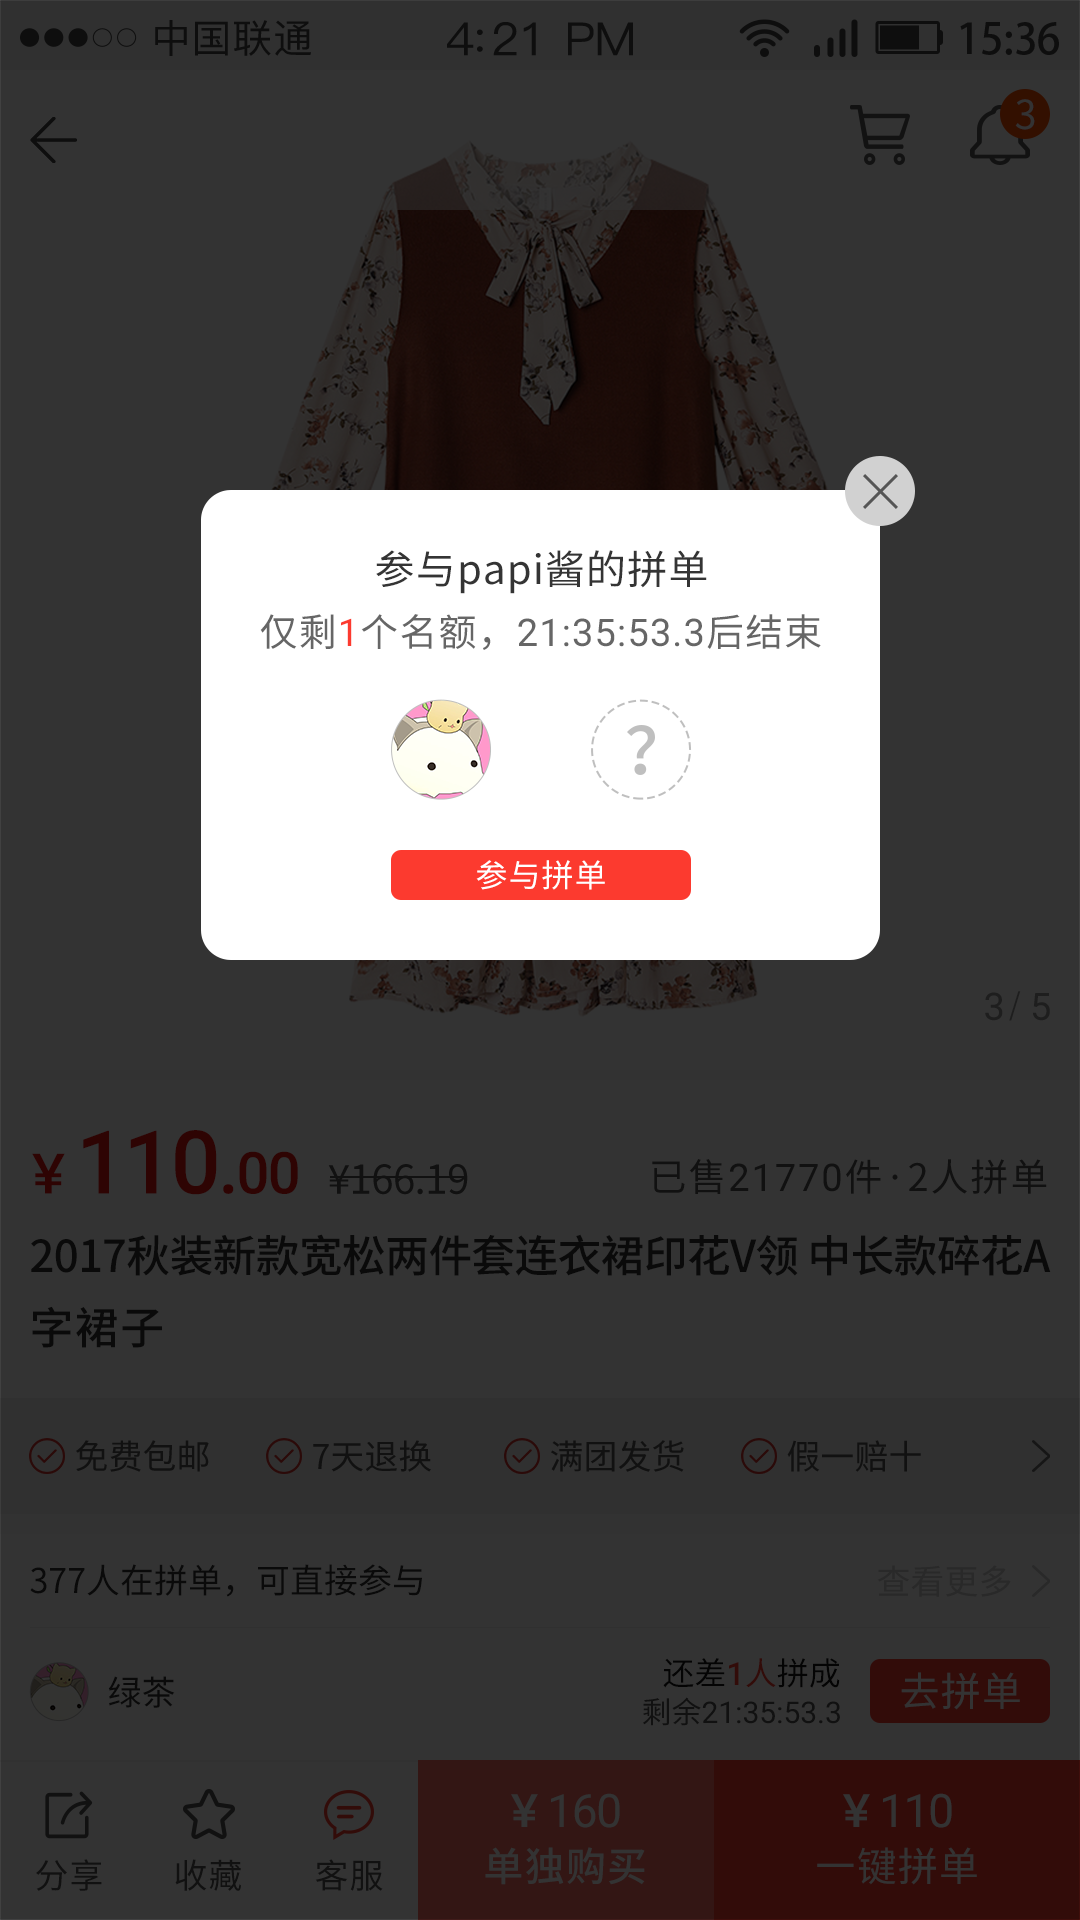 中国联通 4:21 PM 15:36
3
参与papi酱的拼单
仅剩1个名额，21:35:53.3后结束
?
参与拼单
3/ 5
¥110.00 ¥166.19 已售21770件·2人拼单
2017秋装新款宽松两件套连衣裙印花V领 中长款碎花A
字裙子
免费包邮 7天退换 满团发货 假一赔十
377人在拼单，可直接参与 查看更多
绿茶 还差1人拼成 去拼单
剩余21:35:53.3
¥ 160 ¥ 110
分享 收藏 客服 单独购买 一键拼单